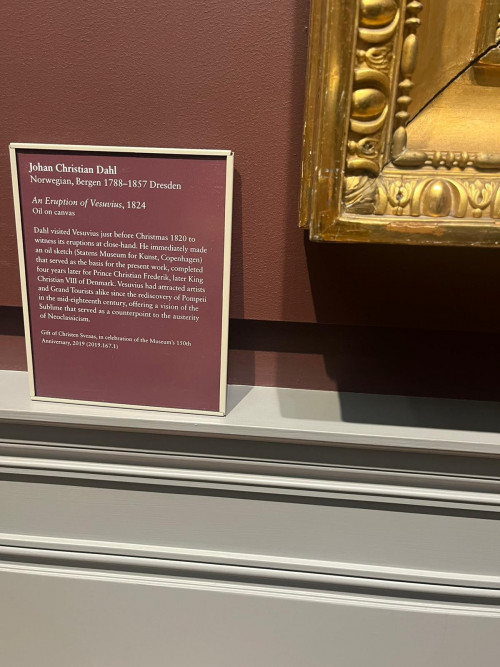 Johan Christian Dahl
Norwegian, Bergen 1788–1857 Dresden
An Eruption of Vesuvius, 1824
Oil on canvas
Dahl visited Vesuvius just before Christmas 1820 to
witness its eruptions at close-hand. He immediately made
an oil sketch (Statens Museum for Kunst, Copenhagen)
that served as the basis for the present work, completed
four years later for Prince Christian Frederik, later King
Christian VIII of Denmark. Vesuvius had attracted artists
and Grand Tourists alike since the rediscovery of Pompeii
in the mid-eighteenth century, offering a vision of the
Sublime that served as a counterpoint to the austerity
of Neoclassicism.
Gift of Christen Sveaas, in celebration of the Museum's 150th
Anniversary, 2019 (2019.167.1)